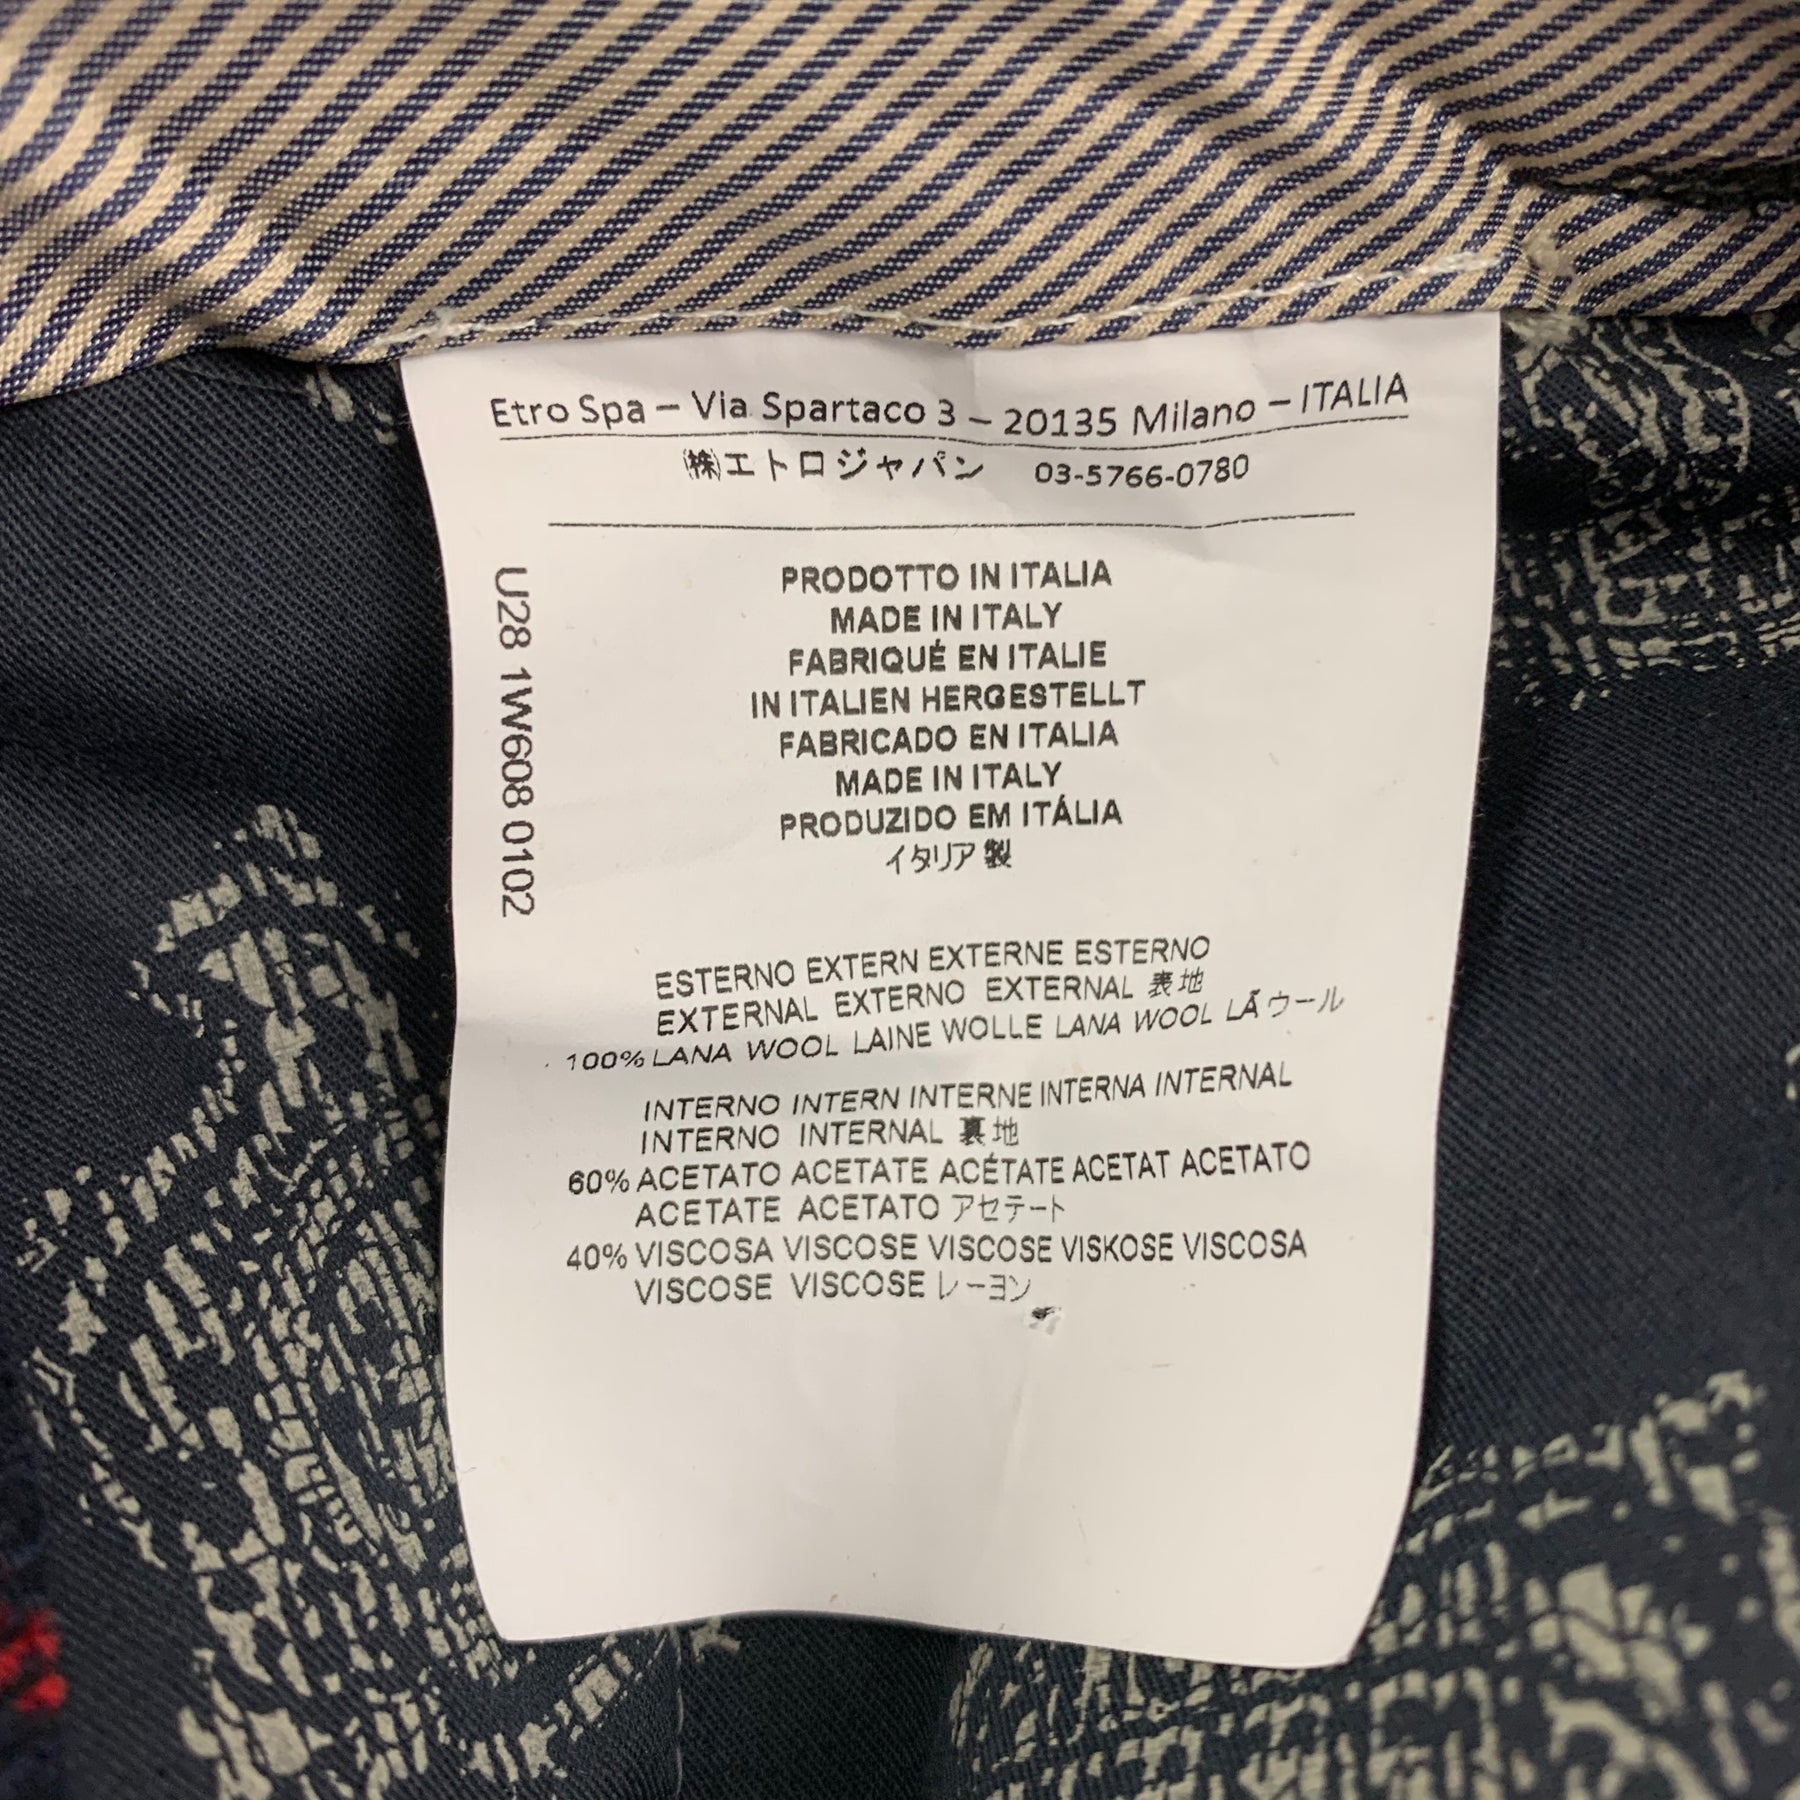 Etro Spa – Via Spartaco 3 – 20135 Milano – ITALIA
㈱エトロジャパン 03-5766-0780
U28 1W608 0102
PRODOTTO IN ITALIA
MADE IN ITALY
FABRIQUÉ EN ITALIE
IN ITALIEN HERGESTELLT
FABRICADO EN ITALIA
MADE IN ITALY
PRODUZIDO EM ITÁLIA
イタリア製
ESTERNO EXTERN EXTERNE ESTERNO
EXTERNAL EXTERNO EXTERNAL 表地
100% LANA WOOL LAINE WOLLE LANA WOOL LÃ ウール
INTERNO INTERN INTERNE INTERNA INTERNAL
INTERNO INTERNAL 裏地
60% ACETATO ACETATE ACÉTATE ACETAT ACETATO
ACETATE ACETATO アセテート
40% VISCOSA VISCOSE VISCOSE VISKOSE VISCOSA
VISCOSE VISCOSE レーヨン